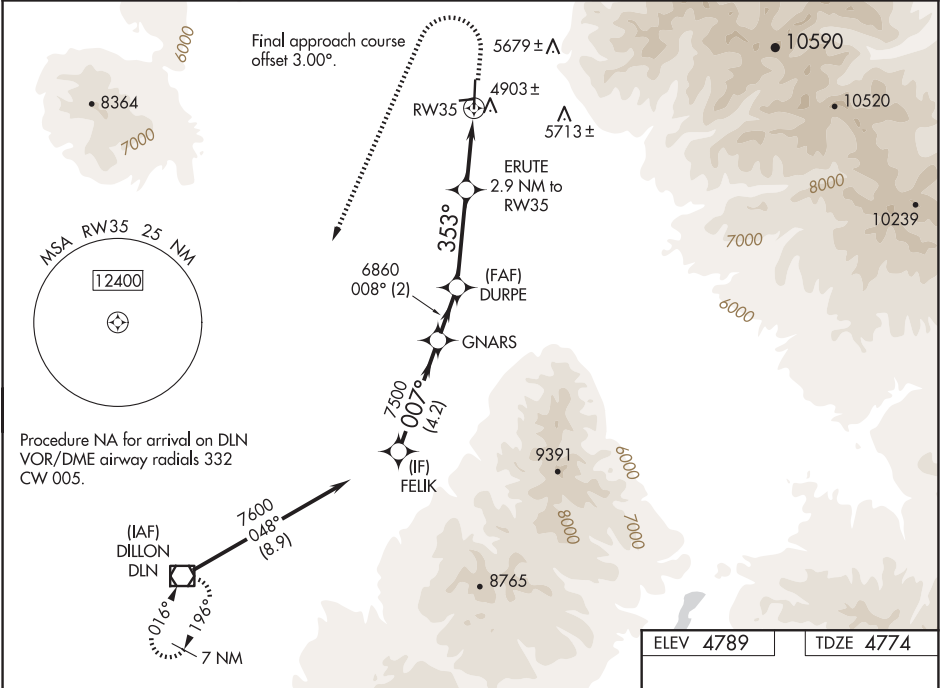 6000
Final approach course
offset 3.00°.
5679 ±
10590
8364
4903 ±
10520
RW35
5713 ±
7000
ERUTE
2.9 NM to
RW35
8000
10239
MSA RW35 25 NM
353°
7000
12400
6860
008° (2)
(FAF)
DURPE
6000
GNARS
7500
007°
(4.2)
Procedure NA for arrival on DLN
VOR/DME airway radials 332
CW 005.
(IF)
FELIK
9391
6000
7600
048°
(8.9)
8000
7000
(IAF)
DILLON
DLN
8765
016°
196°
7 NM
ELEV 4789
TDZE 4774